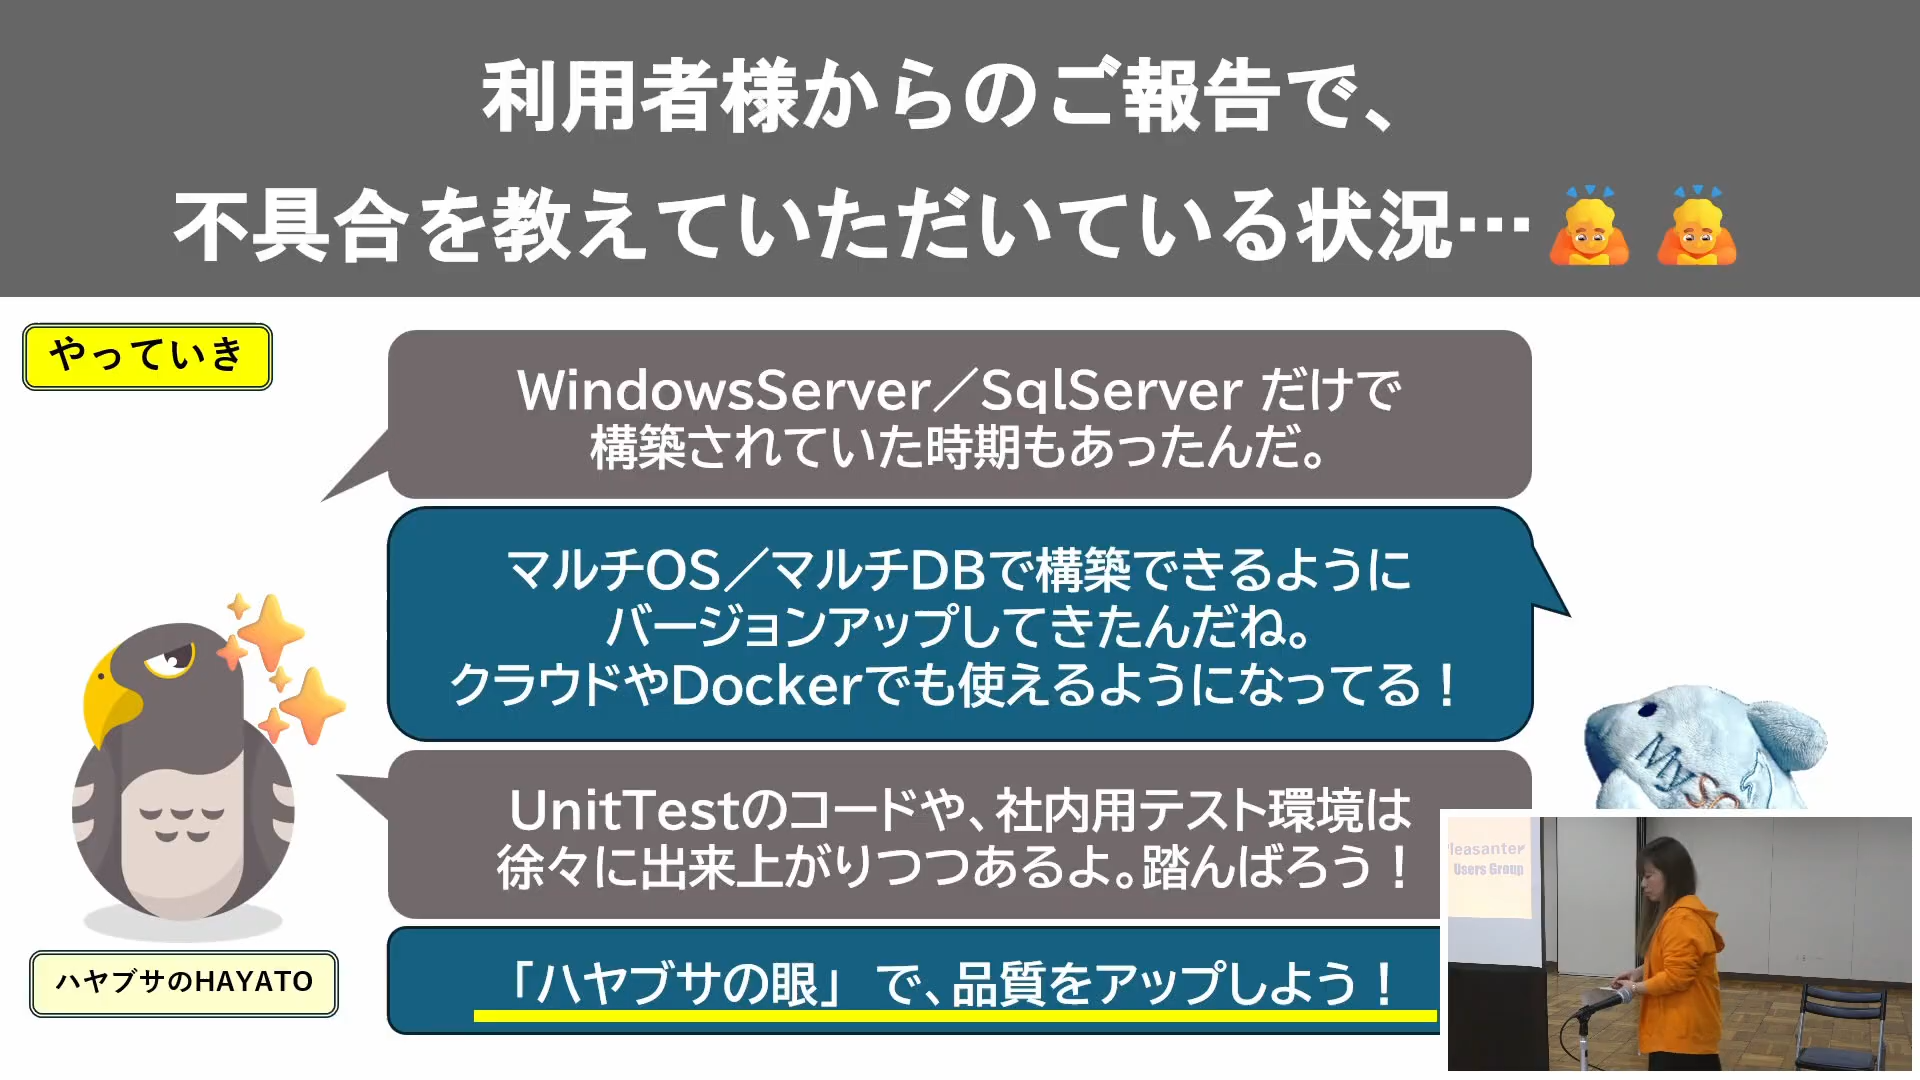 利用者様からのご報告で、
不具合を教えていただいている状況…
やっていき
WindowsServer／SqlServer だけで
構築されていた時期もあったんだ。
マルチOS／マルチDBで構築できるように
バージョンアップしてきたんだね。
クラウドやDockerでも使えるようになってる！
UnitTestのコードや、社内用テスト環境は
徐々に出来上がりつつあるよ。踏んばろう！
「ハヤブサの眼」 で、品質をアップしよう！
ハヤブサのHAYATO
leasanter
Users Group